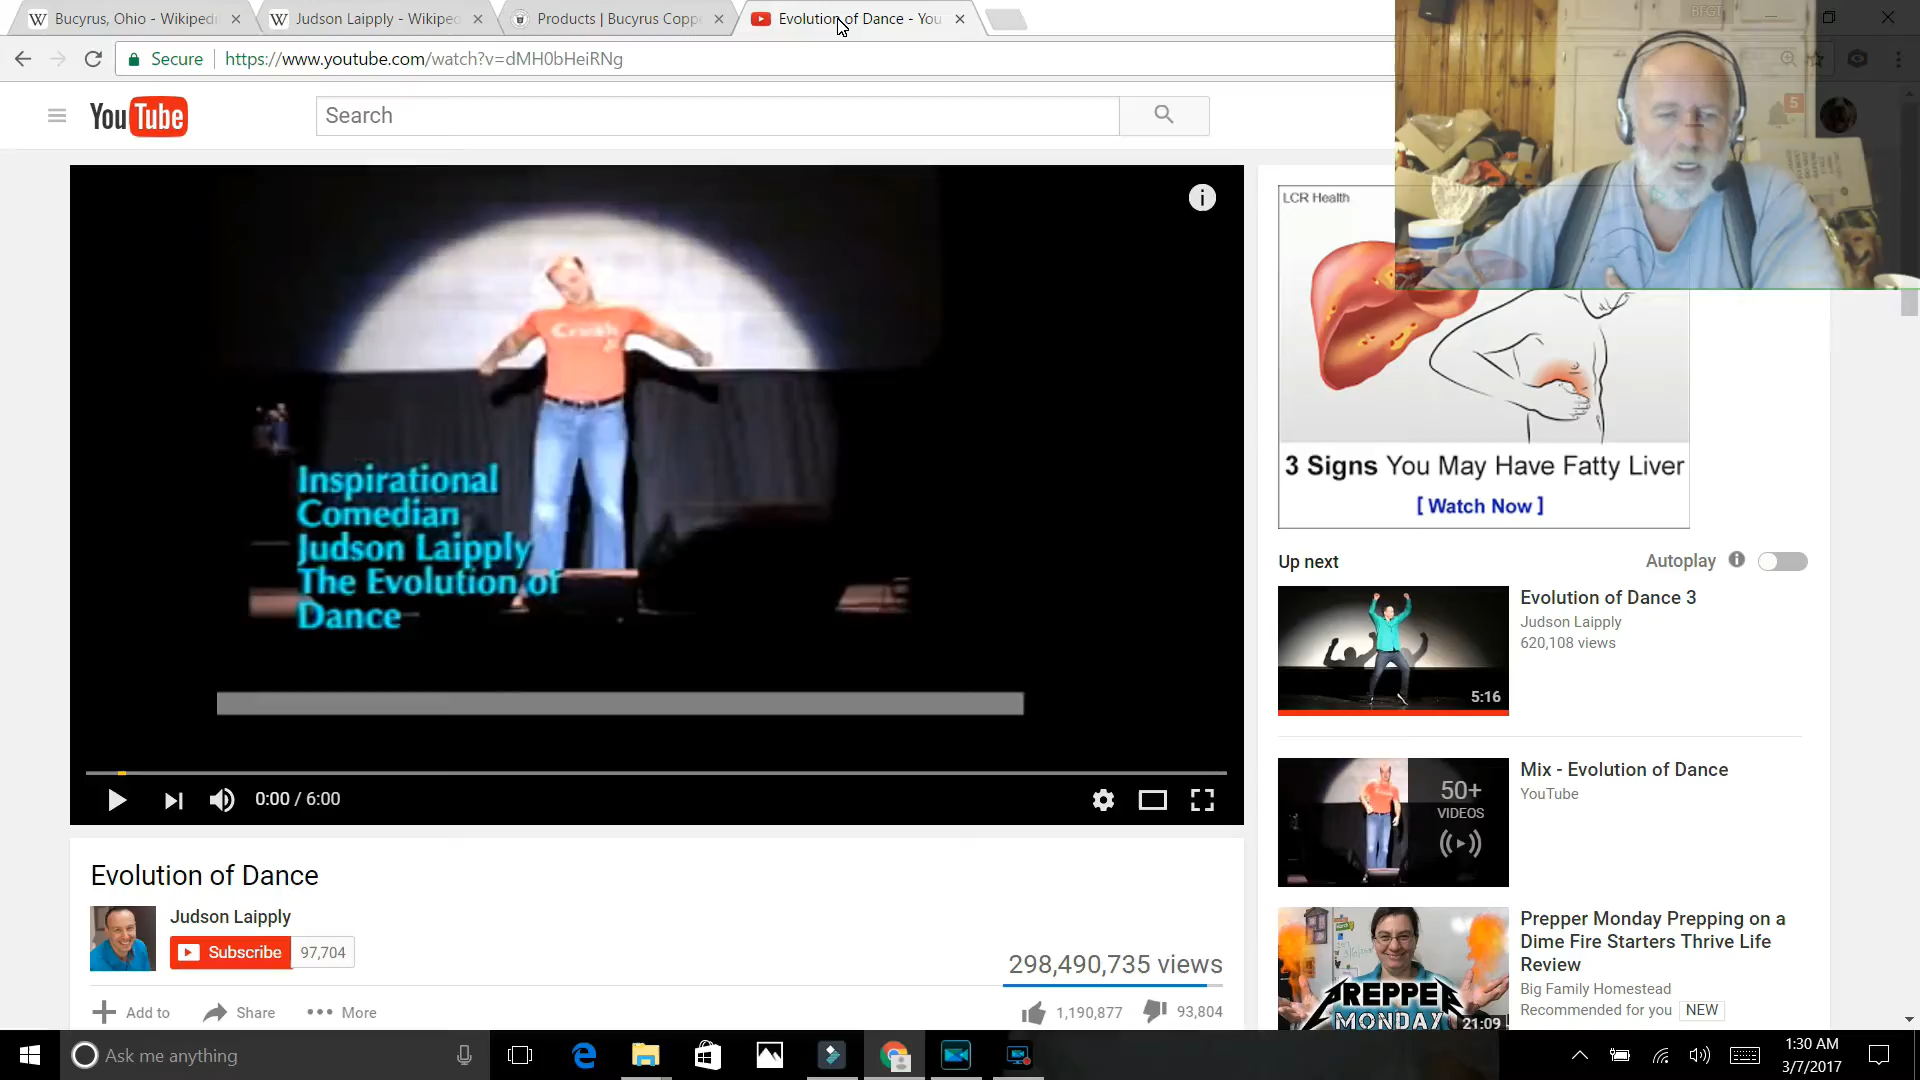 Bucyrus, Ohio - Wikipedi
Judson Laipply - Wikiped
Products | Bucyrus Coppe
Evolution of Dance - You
BFGT
Secure
https://www.youtube.com/watch?v=dMH0bHeiRNg
YouTube
Search
5
Crush
Inspirational
Comedian
Judson Laipply
The Evolution of
Dance
0:00 / 6:00
Evolution of Dance
Judson Laipply
Subscribe 97,704
298,490,735 views
Add to Share More
1,190,877 93,804
LCR Health
3 Signs You May Have Fatty Liver
[ Watch Now ]
Up next
Autoplay
5:16
Evolution of Dance 3
Judson Laipply
620,108 views
50+
VIDEOS
Mix - Evolution of Dance
YouTube
PREPPER
MONDAY
21:09
Prepper Monday Prepping on a
Dime Fire Starters Thrive Life
Review
Big Family Homestead
Recommended for you NEW
Ask me anything
1:30 AM
3/7/2017